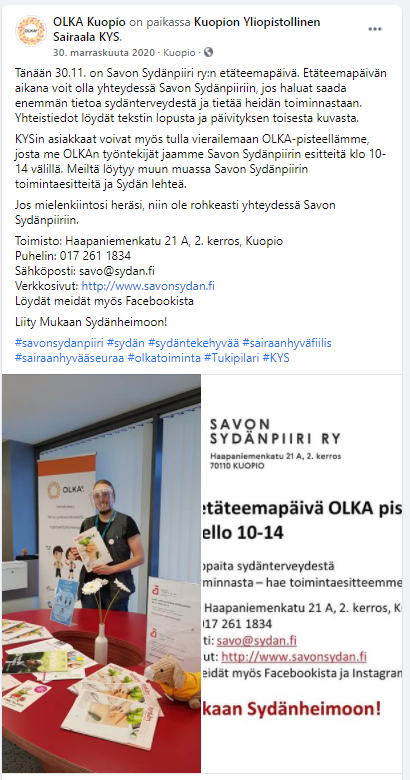 OLKA Kuopio on paikassa Kuopion Yliopistollinen
Sairaala KYS.
30. marraskuuta 2020 · Kuopio ·
Tänään 30.11. on Savon Sydänpiiri ry:n etäteemapäivä. Etäteemapäivän
aikana voit olla yhteydessä Savon Sydänpiiriin, jos haluat saada
enemmän tietoa sydänterveydestä ja tietää heidän toiminnastaan.
Yhteistiedot löydät tekstin lopusta ja päivityksen toisesta kuvasta.
KYSin asiakkaat voivat myös tulla vierailemaan OLKA-pisteellämme,
josta me OLKAn työntekijät jaamme Savon Sydänpiirin esitteitä klo 10-
14 välillä. Meiltä löytyy muun muassa Savon Sydänpiirin
toimintaesitteitä ja Sydän lehteä.
Jos mielenkiintosi heräsi, niin ole rohkeasti yhteydessä Savon
Sydänpiiriin.
Toimisto: Haapaniemenkatu 21 A, 2. kerros, Kuopio
Puhelin: 017 261 1834
Sähköposti: savo@sydan.fi
Verkkosivut: http://www.savonsydan.fi
Löydät meidät myös Facebookista
Liity Mukaan Sydänheimoon!
#savonsydanpiiri #sydän #sydäntekehyvää #sairaanhyväfiilis
#sairaanhyvääseuraa #olkatoiminta #Tukipilari #KYS
OLKA
SAVON
SYDÄNPIIRI RY
Haapaniemenkatu 21 A, 2. kerros
70110 KUOPIO
etäteemapäivä OLKA pis
ello 10-14
oppaita sydänterveydestä
minnasta – hae toimintaesitteemme
Haapaniemenkatu 21 A, 2. kerros, K
017 261 1834
ti: savo@sydan.fi
ut: http://www.savonsydan.fi
eidät myös Facebookista ja Instagran
kaan Sydänheimoon!